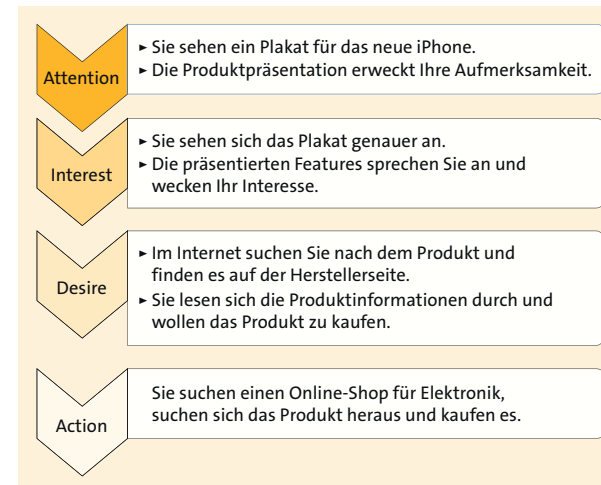 Attention
► Sie sehen ein Plakat für das neue iPhone.
► Die Produktpräsentation erweckt Ihre Aufmerksamkeit.
Interest
► Sie sehen sich das Plakat genauer an.
► Die präsentierten Features sprechen Sie an und
wecken Ihr Interesse.
Desire
► Im Internet suchen Sie nach dem Produkt und
finden es auf der Herstellerseite.
► Sie lesen sich die Produktinformationen durch und
wollen das Produkt zu kaufen.
Action
Sie suchen einen Online-Shop für Elektronik,
suchen sich das Produkt heraus und kaufen es.